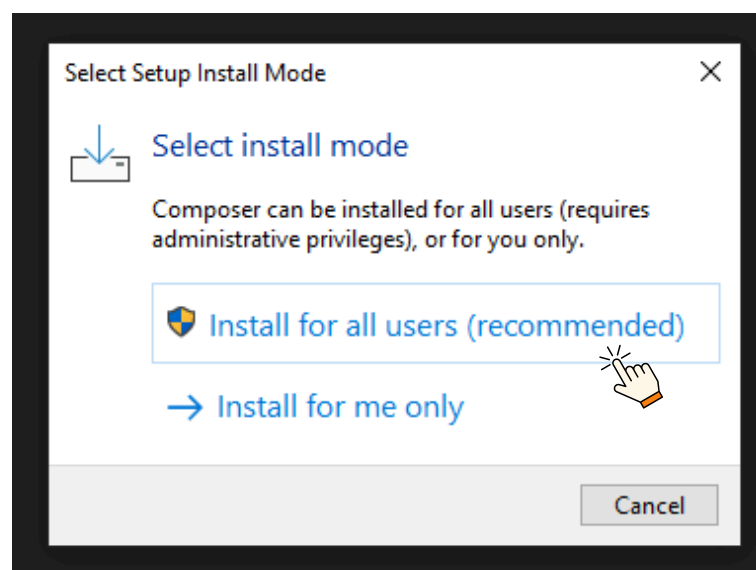 Select Setup Install Mode
Select install mode
Composer can be installed for all users (requires
administrative privileges), or for you only.
Install for all users (recommended)
Install for me only
Cancel